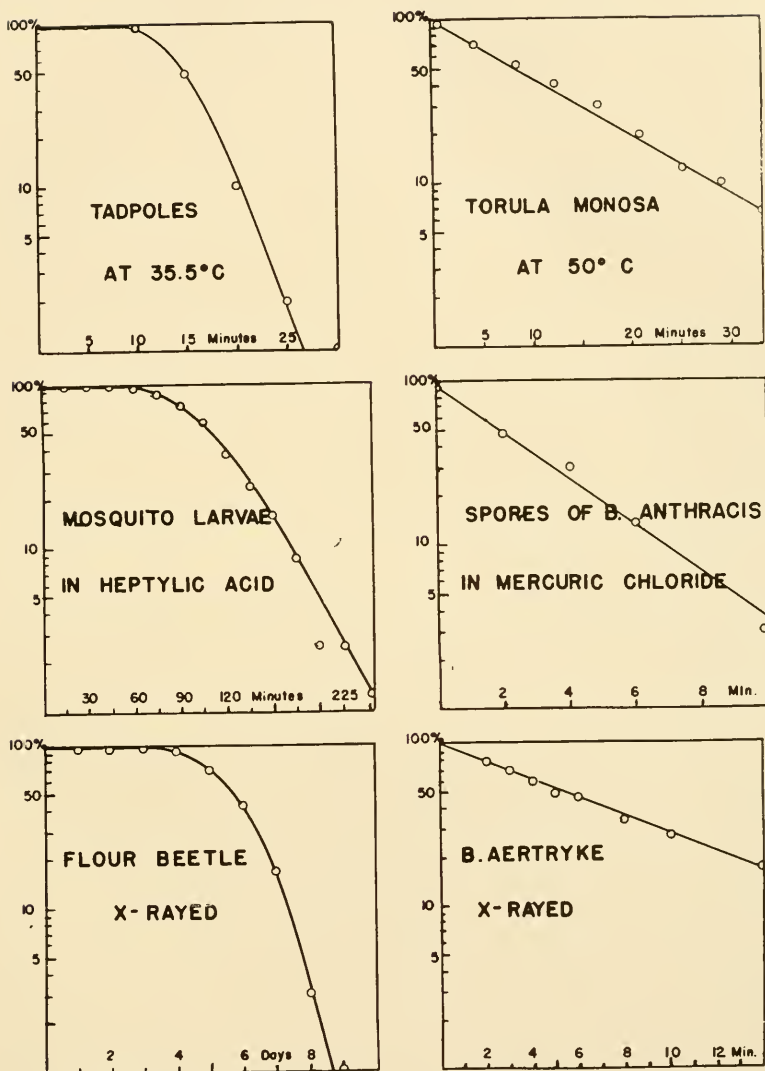 100%
50
10
5
TADPOLES
AT 35.5°C
5 10 15 Minutes 25
100%
50
10
5
TORULA MONOSA
AT 50° C
5 10 20 Minutes 30
100%
50
10
5
MOSQUITO LARVAE
IN HEPTYLIC ACID
30 60 90 120 Minutes 225
100%
50
10
5
SPORES OF B. ANTHRACIS
IN MERCURIC CHLORIDE
2 4 6 8 Min.
100%
50
10
5
FLOUR BEETLE
X-RAYED
2 4 6 Days 8
100%
50
10
5
B. AERTRYKE
X-RAYED
2 4 6 8 10 12 Min.